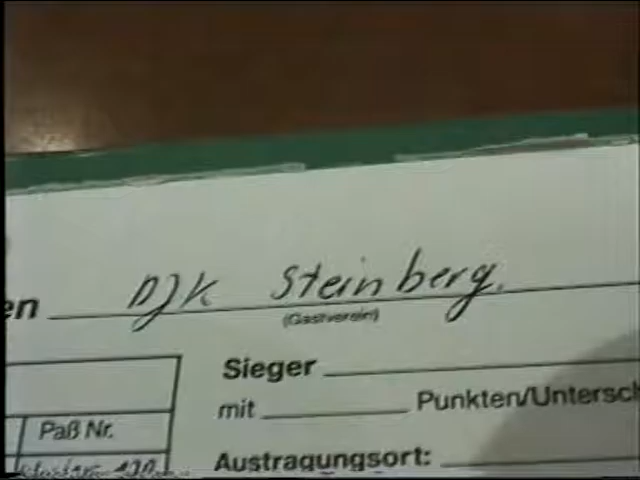 en DJK Steinberg.
(Gastverein)
Sieger
mit Punkten/Untersch
Paß Nr.
Austragungsort: